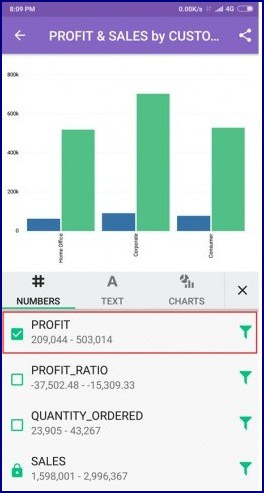 8:09 PM 0.00K/s 4G
PROFIT & SALES by CUSTO...
800k
600k
400k
200k
0
Home Office
Corporate
Consumer
#
A
NUMBERS TEXT CHARTS
PROFIT
209,044 - 503,014
PROFIT_RATIO
-37,502.48 - -15,309.33
QUANTITY_ORDERED
23,905 - 43,267
SALES
1,598,001 - 2,996,367